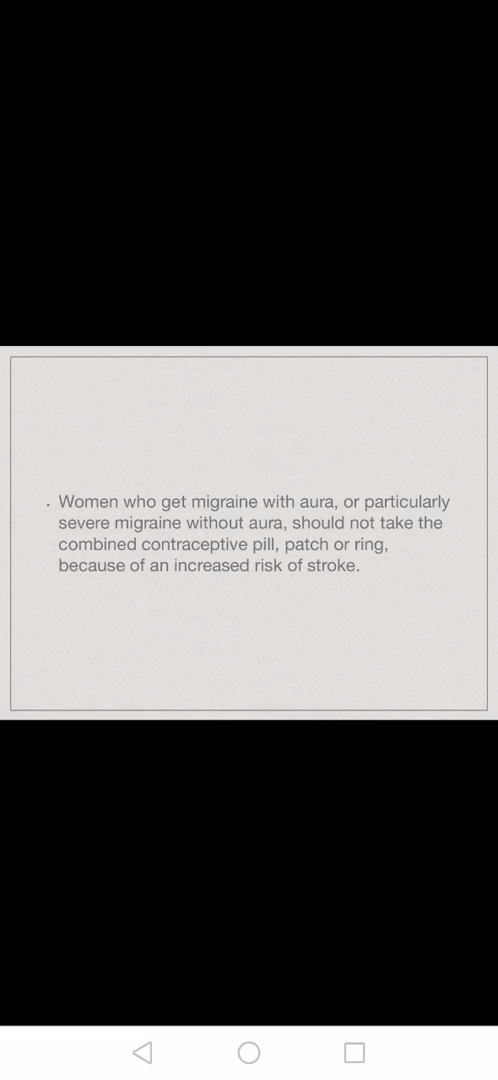 · Women who get migraine with aura, or particularly
severe migraine without aura, should not take the
combined contraceptive pill, patch or ring,
because of an increased risk of stroke.